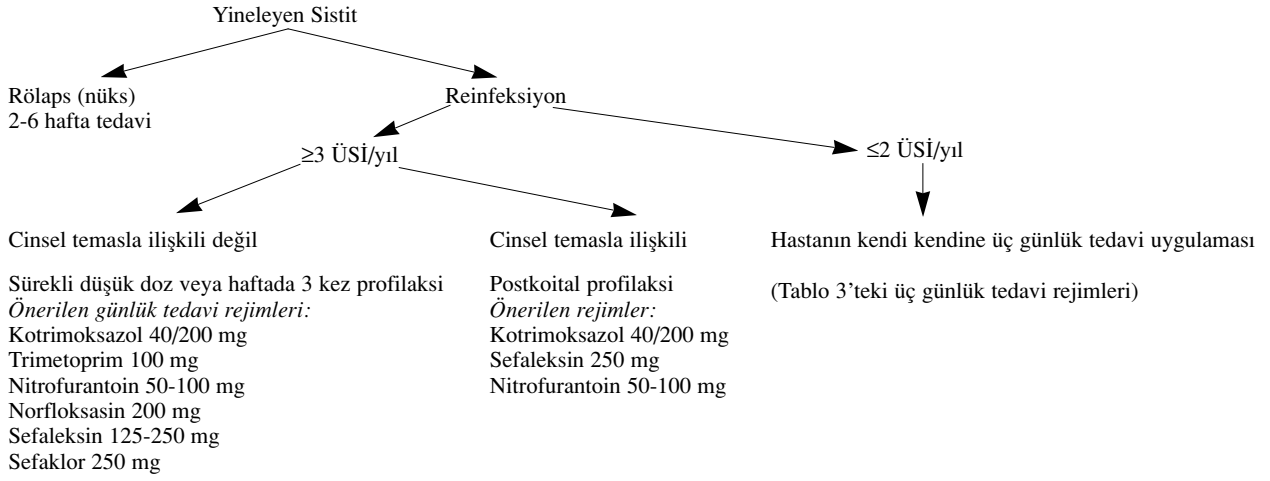 Yineleyen Sistit
Rölaps (nüks)
2-6 hafta tedavi
Reinfeksiyon
≥3 ÜSİ/yıl
≤2 ÜSİ/yıl
Cinsel temasla ilişkili değil
Sürekli düşük doz veya haftada 3 kez profilaksi
Önerilen günlük tedavi rejimleri:
Kotrimoksazol 40/200 mg
Trimetoprim 100 mg
Nitrofurantoin 50-100 mg
Norfloksasin 200 mg
Sefaleksin 125-250 mg
Sefaklor 250 mg
Cinsel temasla ilişkili
Postkoital profilaksi
Önerilen rejimler:
Kotrimoksazol 40/200 mg
Sefaleksin 250 mg
Nitrofurantoin 50-100 mg
Hastanın kendi kendine üç günlük tedavi uygulaması
(Tablo 3’teki üç günlük tedavi rejimleri)